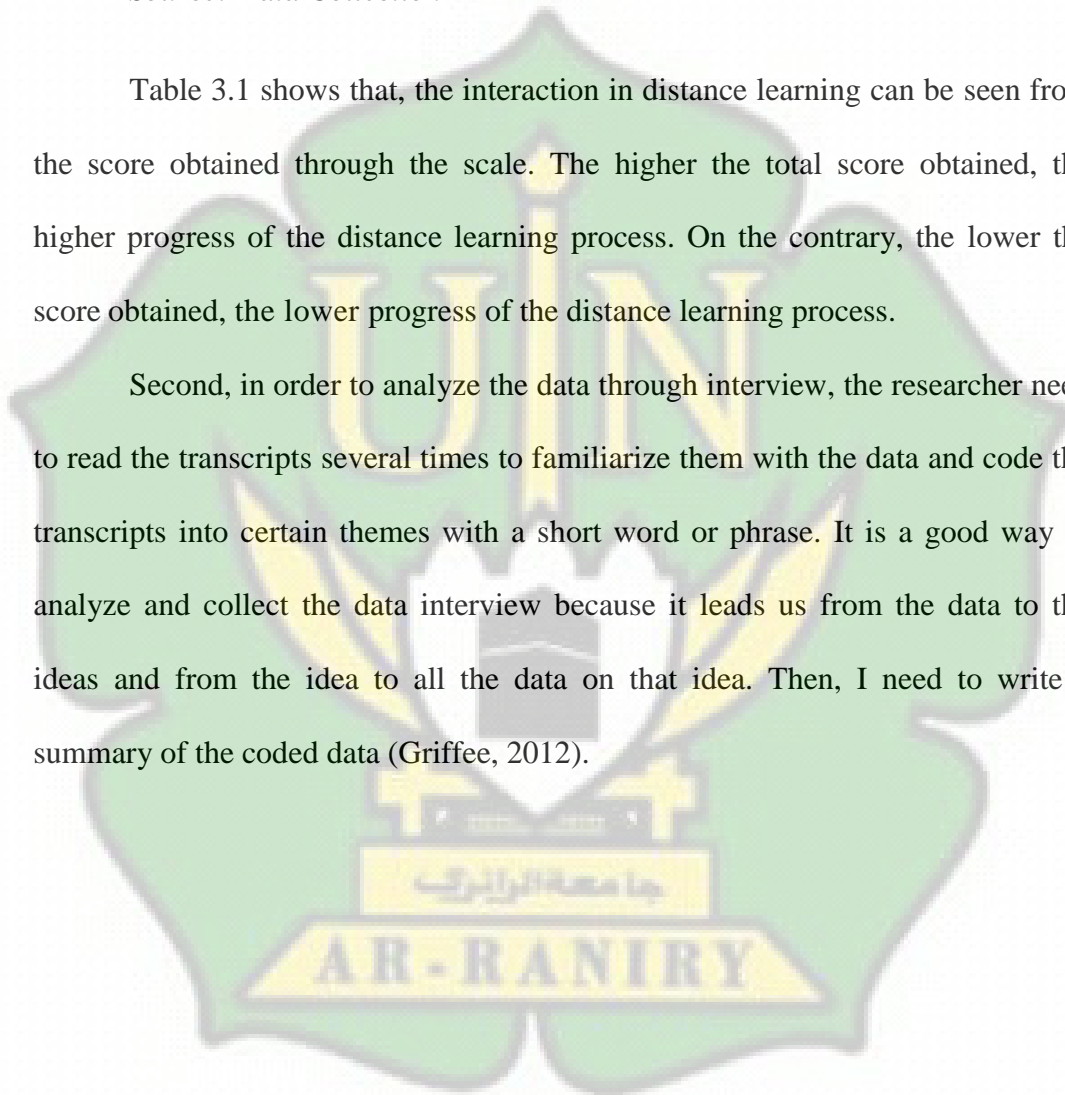 Table 3.1 shows that, the interaction in distance learning can be seen fro
the score obtained through the scale. The higher the total score obtained, th
higher progress of the distance learning process. On the contrary, the lower th
score obtained, the lower progress of the distance learning process.
Second, in order to analyze the data through interview, the researcher nee
to read the transcripts several times to familiarize them with the data and code th
transcripts into certain themes with a short word or phrase. It is a good way
analyze and collect the data interview because it leads us from the data to th
ideas and from the idea to all the data on that idea. Then, I need to write
summary of the coded data (Griffee, 2012).
UIN
جامعة الرانري
AR-RANIRY